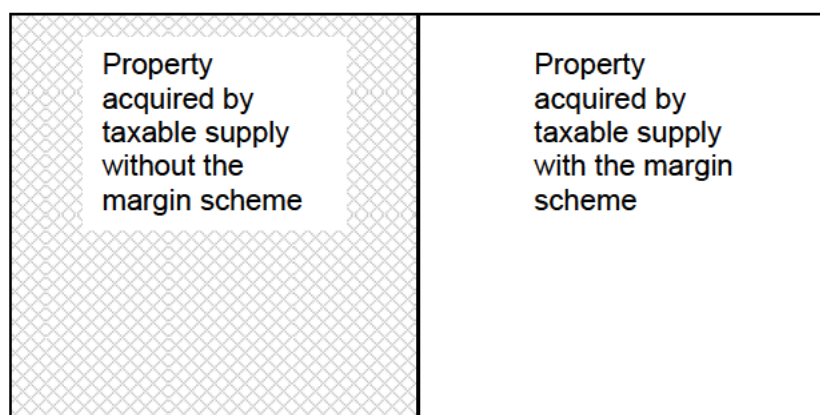 Property
acquired by
taxable supply
without the
margin scheme
Property
acquired by
taxable supply
with the margin
scheme